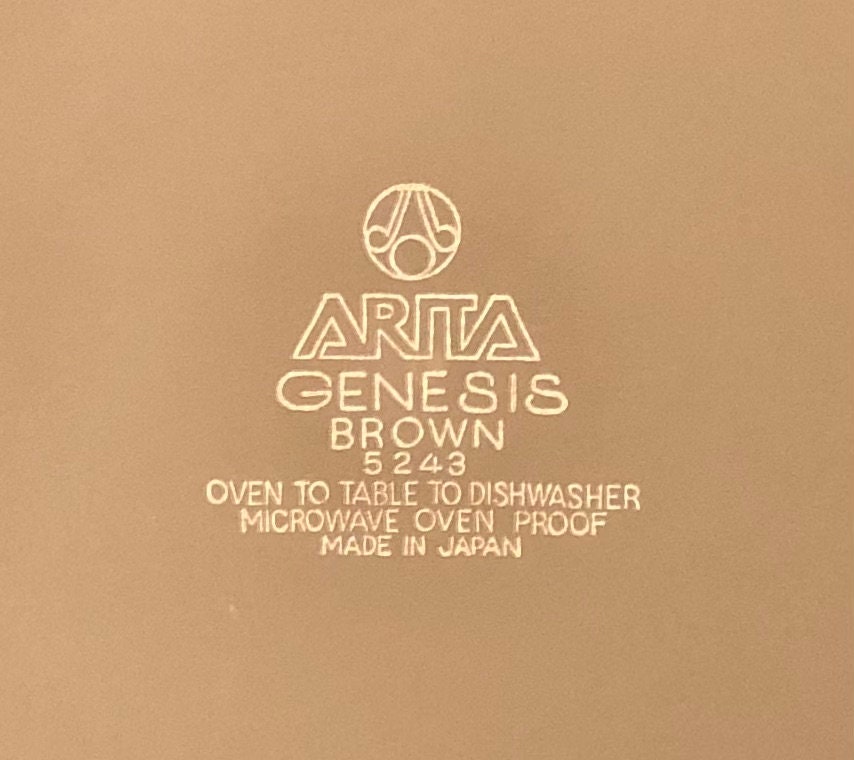 ARITA
GENESIS
BROWN
5243
OVEN TO TABLE TO DISHWASHER
MICROWAVE OVEN PROOF
MADE IN JAPAN